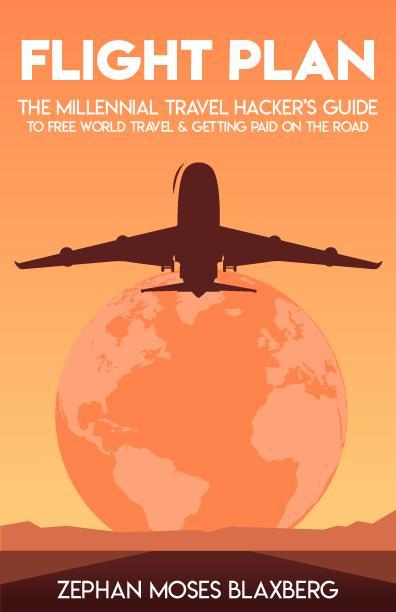 FLIGHT PLAN
THE MILLENNIAL TRAVEL HACKER'S GUIDE
TO FREE WORLD TRAVEL & GETTING PAID ON THE ROAD
ZEPHAN MOSES BLAXBERG